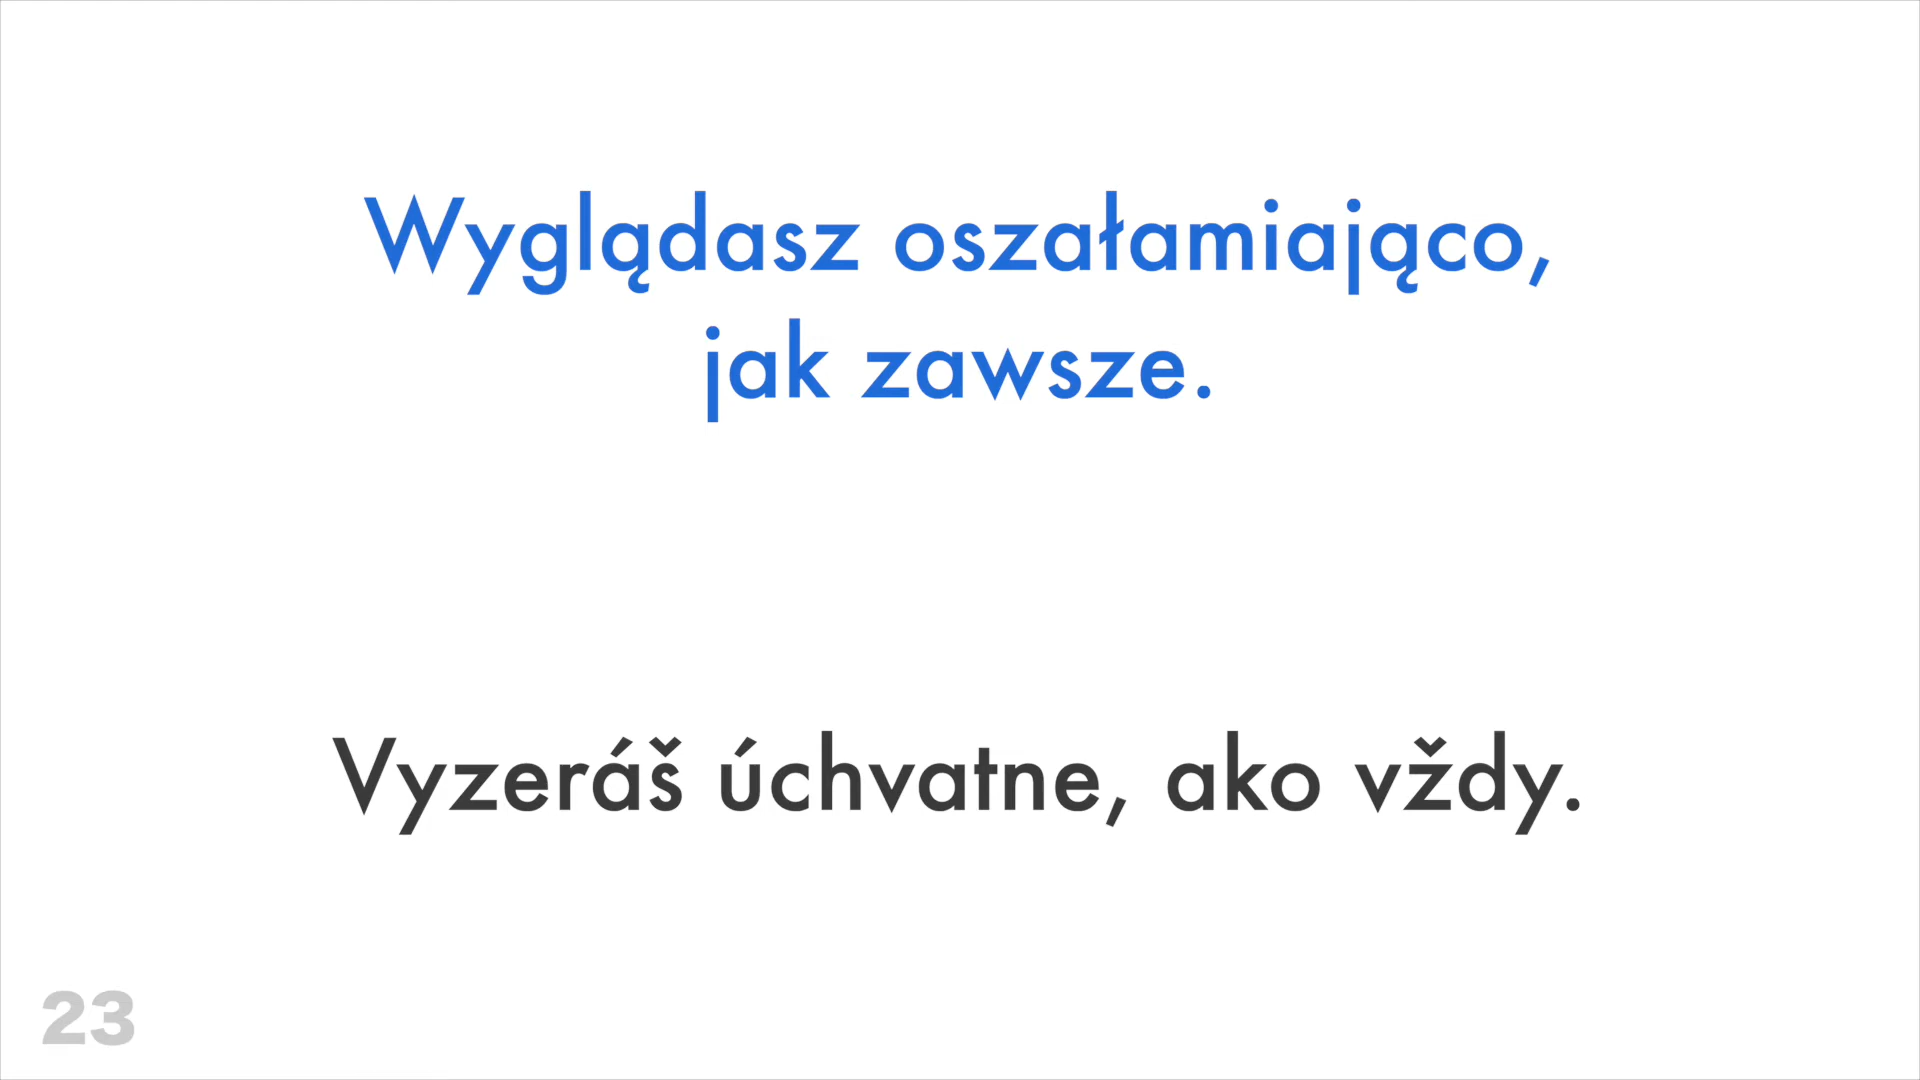 Wyglądasz oszałamiająco,
jak zawsze.
Vyzeráš úchvatne, ako vždy.
23